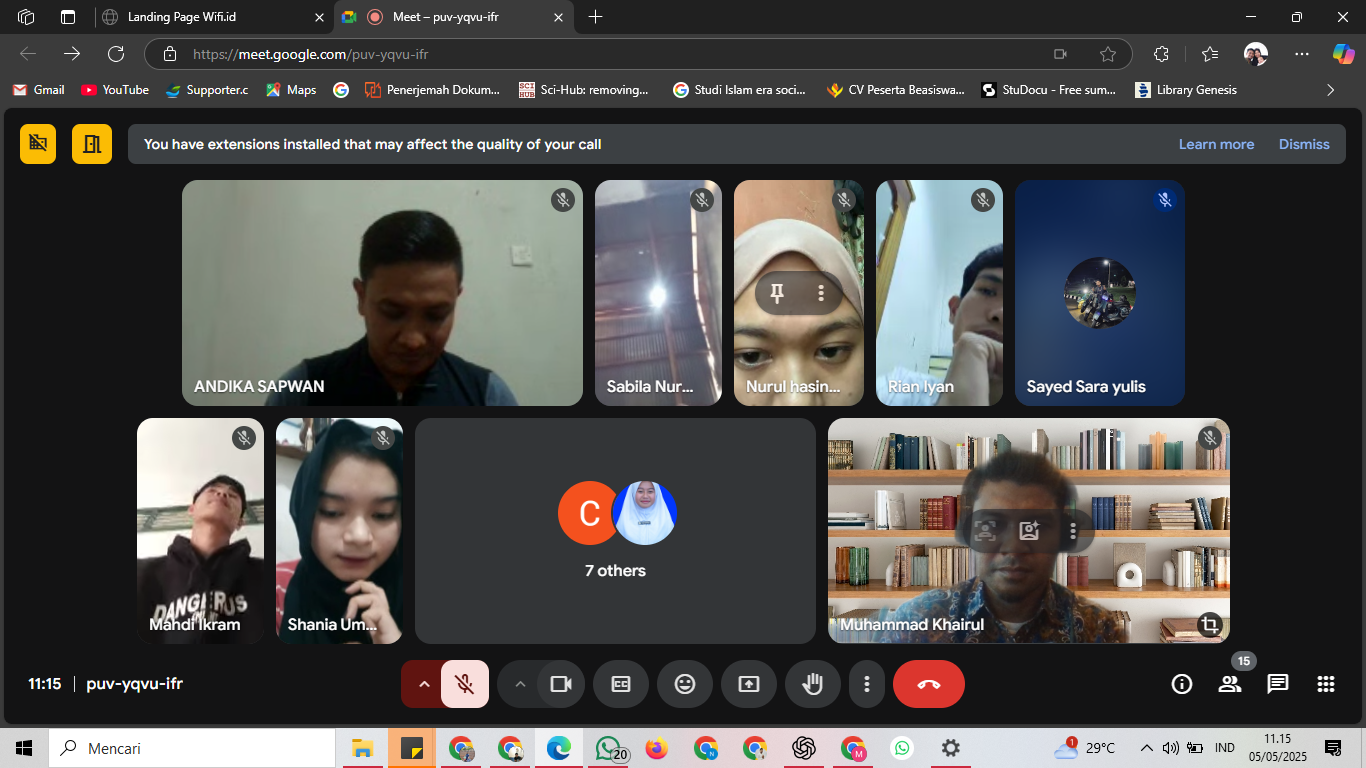 Landing Page Wifi.id
Meet – puv-yqvu-ifr
https://meet.google.com/puv-yqvu-ifr
Gmail
YouTube
Supporter.c
Maps
Penerjemah Dokum...
SCI HUB
Sci-Hub: removing...
Studi Islam era soci...
CV Peserta Beasiswa...
StuDocu - Free sum...
Library Genesis
You have extensions installed that may affect the quality of your call
Learn more
Dismiss
ANDIKA SAPWAN
Sabila Nur...
Nurul hasin...
Rian Iyan
Sayed Sara yulis
DANGEROUS
Mahdi Ikram
Shania Um...
C
7 others
Muhammad Khairul
11:15
puv-yqvu-ifr
CC
15
Mencari
20
N
M
1
29°C
IND
11.15
05/05/2025